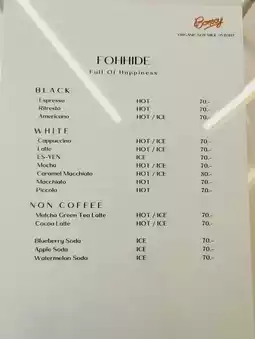 Boozy
FOHHIDE
Full Of Happiness
BLACK
Espresso HOT 70.-
Ritresto HOT 70.-
Americano HOT / ICE 70.-
WHITE
Cappuccino HOT / ICE 70.-
Latte HOT / ICE 70.-
ES-YEN ICE 70.-
Mocha HOT / ICE 70.-
Caramel Macchiato HOT / ICE 80.-
Macchiato HOT 70.-
Piccolo HOT 70.-
NON COFFEE
Matcha Green Tea Latte HOT / ICE 70.-
Cocoa Latte HOT / ICE 70.-
Blueberry Soda ICE 70.-
Apple Soda ICE 70.-
Watermelon Soda ICE 70.-